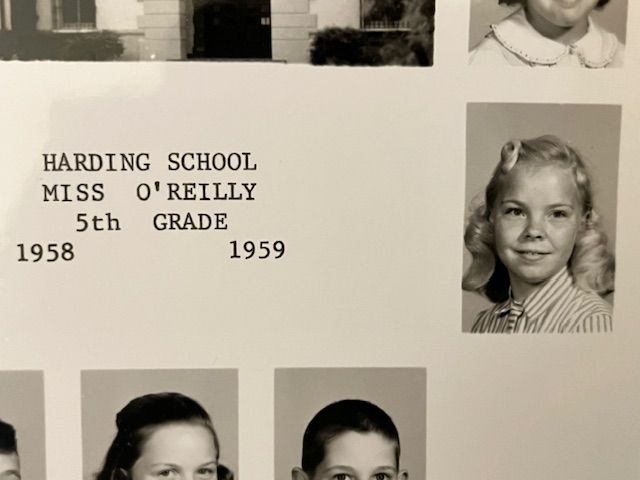 HARDING SCHOOL
MISS O'REILLY
5th GRADE
1958 1959